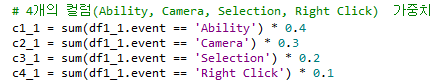 # 4개의 컬럼(Ability, Camera, Selection, Right Click)  가중치
c1_1 = sum(df1_1.event == 'Ability') * 0.4
c2_1 = sum(df1_1.event == 'Camera') * 0.3
c3_1 = sum(df1_1.event == 'Selection') * 0.2
c4_1 = sum(df1_1.event == 'Right Click') * 0.1